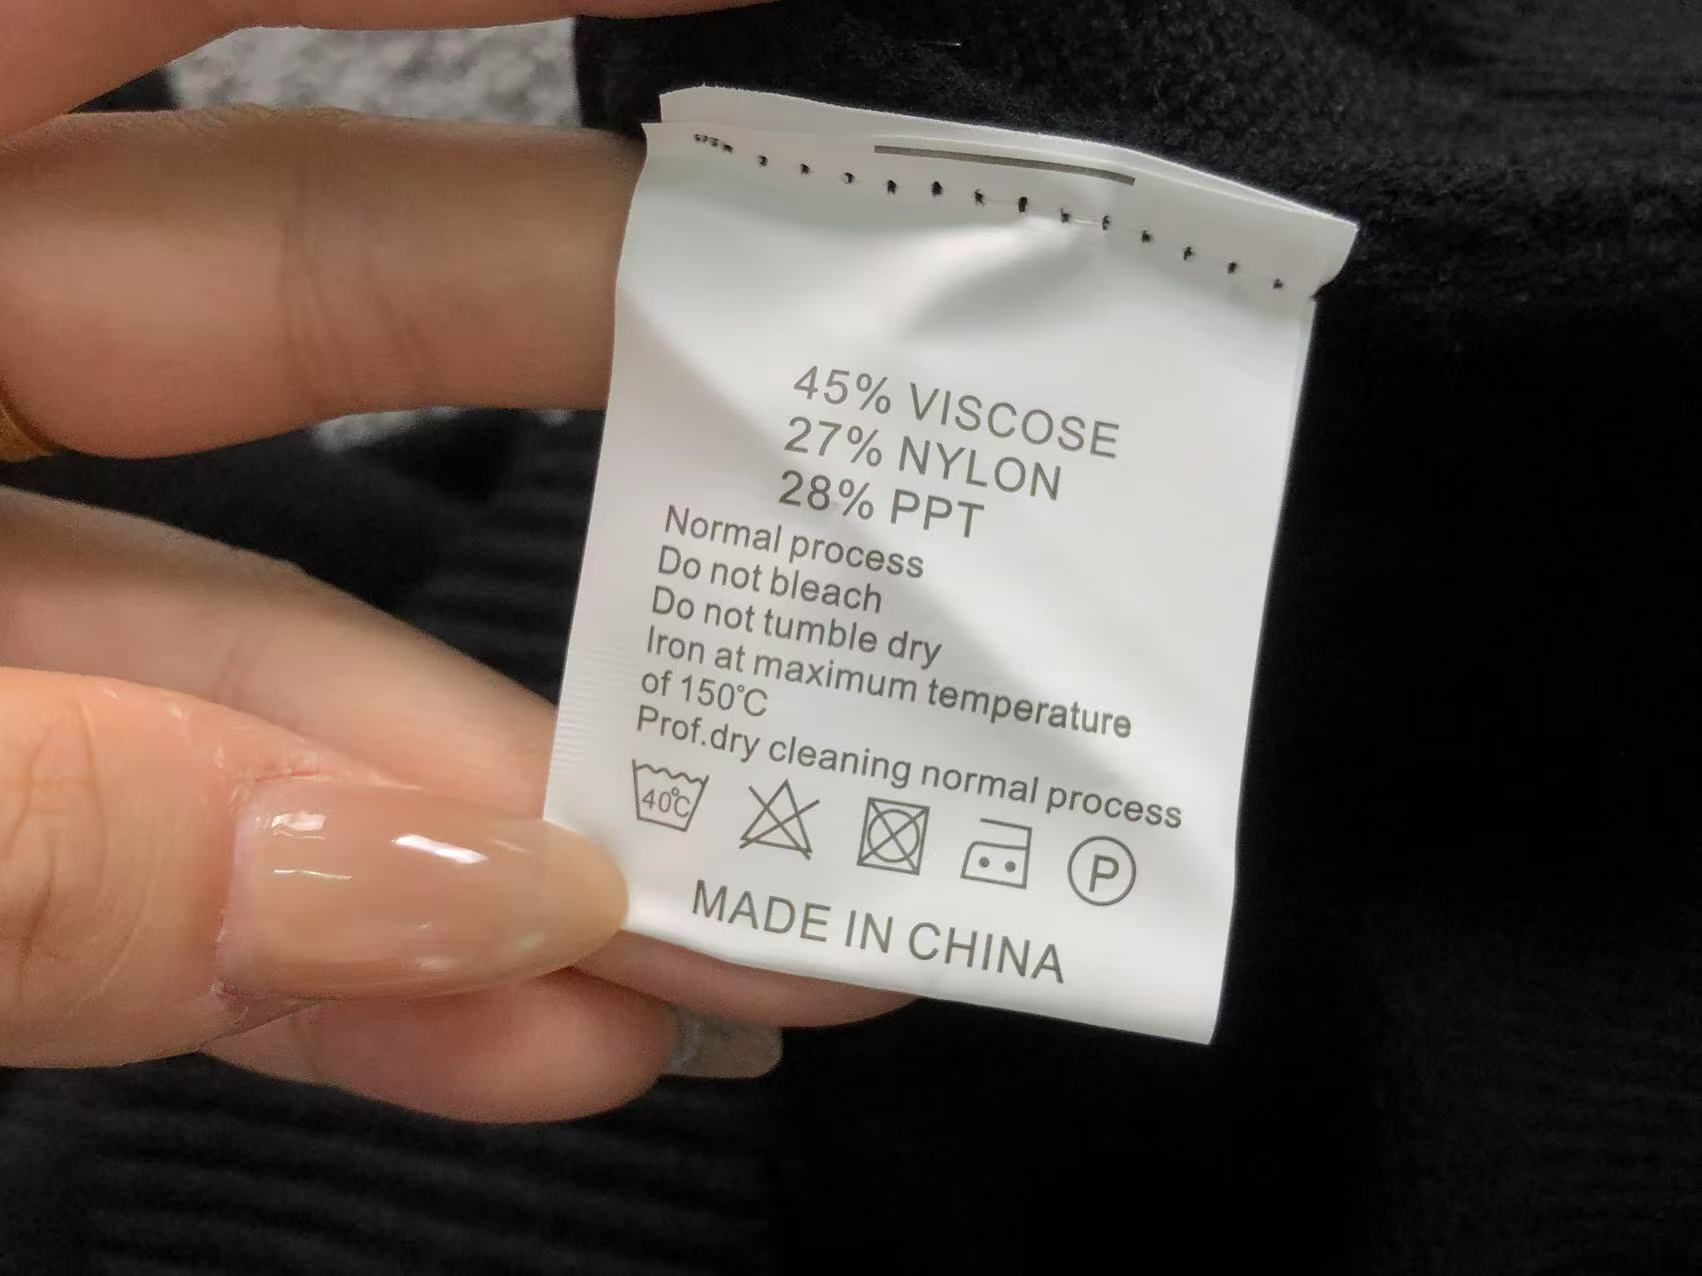 45% VISCOSE
27% NYLON
28% PPT
Normal process
Do not bleach
Do not tumble dry
Iron at maximum temperature
of 150℃
Prof.dry cleaning normal process
40℃ P
MADE IN CHINA